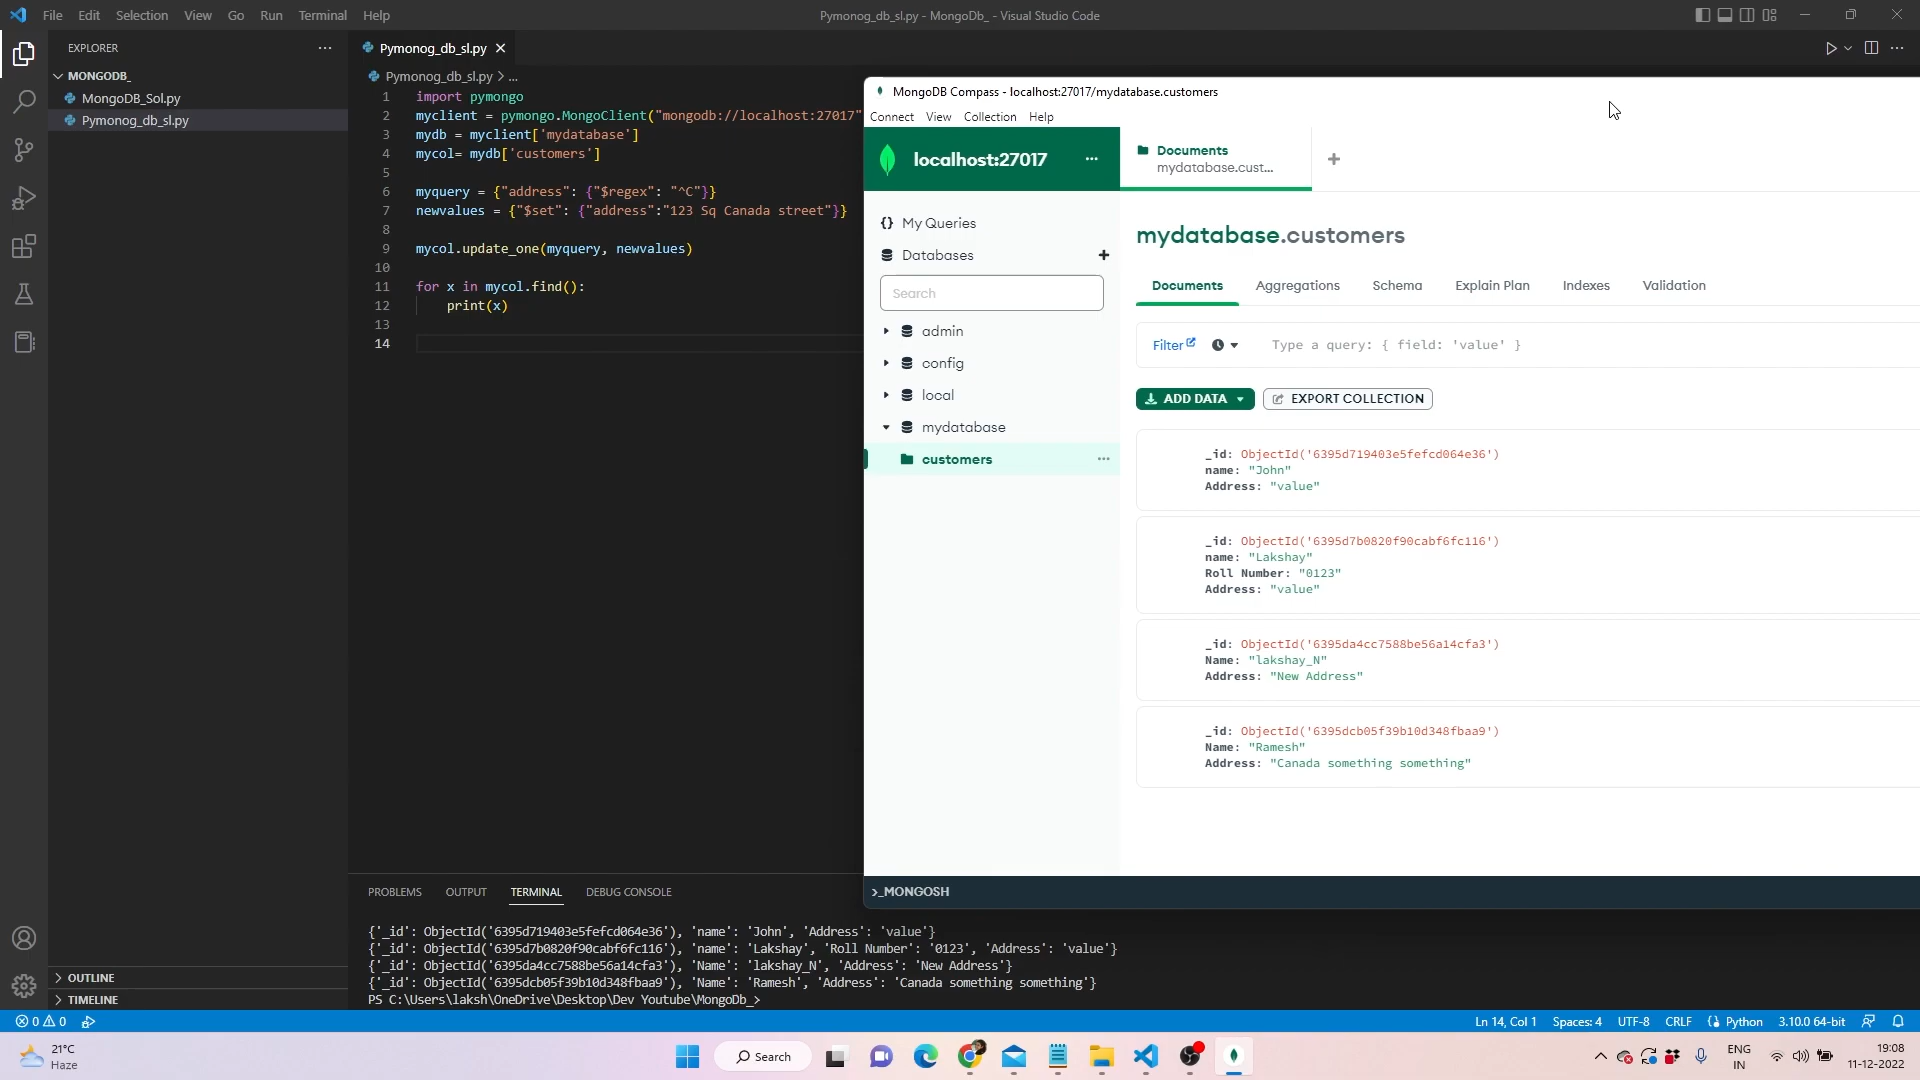 File Edit Selection View Go Run Terminal Help
Pymonog_db_sl.py - MongoDb_ - Visual Studio Code
EXPLORER
MONGODB_
MongoDB_Sol.py
Pymonog_db_sl.py
OUTLINE
TIMELINE
Pymonog_db_sl.py
Pymonog_db_sl.py > ...
1 import pymongo
2 myclient = pymongo.MongoClient("mongodb://localhost:27017"
3 mydb = myclient['mydatabase']
4 mycol= mydb['customers']
5
6 myquery = {"address": {"$regex": "^C"}}
7 newvalues = {"$set": {"address":"123 Sq Canada street"}}
8
9 mycol.update_one(myquery, newvalues)
10
11 for x in mycol.find():
12 print(x)
13
14
MongoDB Compass - localhost:27017/mydatabase.customers
Connect View Collection Help
localhost:27017
Documents
mydatabase.cust...
{} My Queries
Databases
Search
admin
config
local
mydatabase
customers
mydatabase.customers
Documents Aggregations Schema Explain Plan Indexes Validation
Filter Type a query: { field: 'value' }
ADD DATA EXPORT COLLECTION
_id: ObjectId('6395d719403e5fefcd064e36')
name: "John"
Address: "value"
_id: ObjectId('6395d7b0820f90cabf6fc116')
name: "Lakshay"
Roll Number: "0123"
Address: "value"
_id: ObjectId('6395da4cc7588be56a14cfa3')
Name: "lakshay_N"
Address: "New Address"
_id: ObjectId('6395dcb05f39b10d348fbaa9')
Name: "Ramesh"
Address: "Canada something something"
>_MONGOSH
PROBLEMS OUTPUT TERMINAL DEBUG CONSOLE
{'_id': ObjectId('6395d719403e5fefcd064e36'), 'name': 'John', 'Address': 'value'}
{'_id': ObjectId('6395d7b0820f90cabf6fc116'), 'name': 'Lakshay', 'Roll Number': '0123', 'Address': 'value'}
{'_id': ObjectId('6395da4cc7588be56a14cfa3'), 'Name': 'lakshay_N', 'Address': 'New Address'}
{'_id': ObjectId('6395dcb05f39b10d348fbaa9'), 'Name': 'Ramesh', 'Address': 'Canada something something'}
PS C:\Users\laksh\OneDrive\Desktop\Dev Youtube\MongoDb_>
0 0 Ln 14, Col 1 Spaces: 4 UTF-8 CRLF Python 3.10.0 64-bit
21°C
Haze
Search
ENG
IN
19:08
11-12-2022